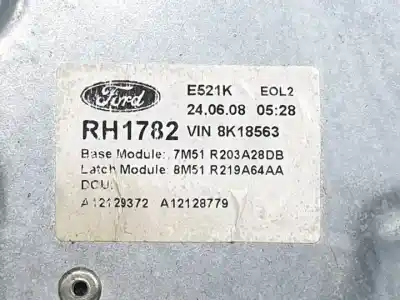 Ford
E521K EOL2
24.06.08 05:28
RH1782 VIN 8K18563
Base Module: 7M51 R203A28DB
Latch Module: 8M51 R219A64AA
DCU:
A12129372 A12128779